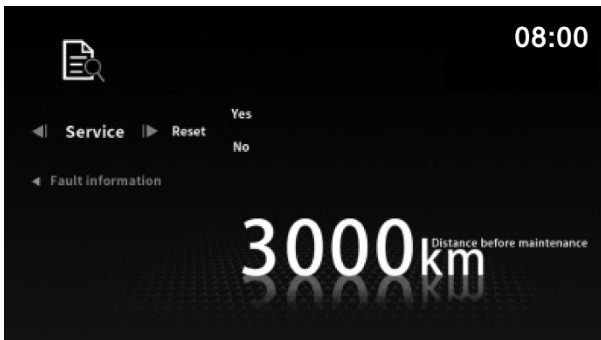 08:00
Yes
Service Reset
No
Fault information
Distance before maintenance
3000km